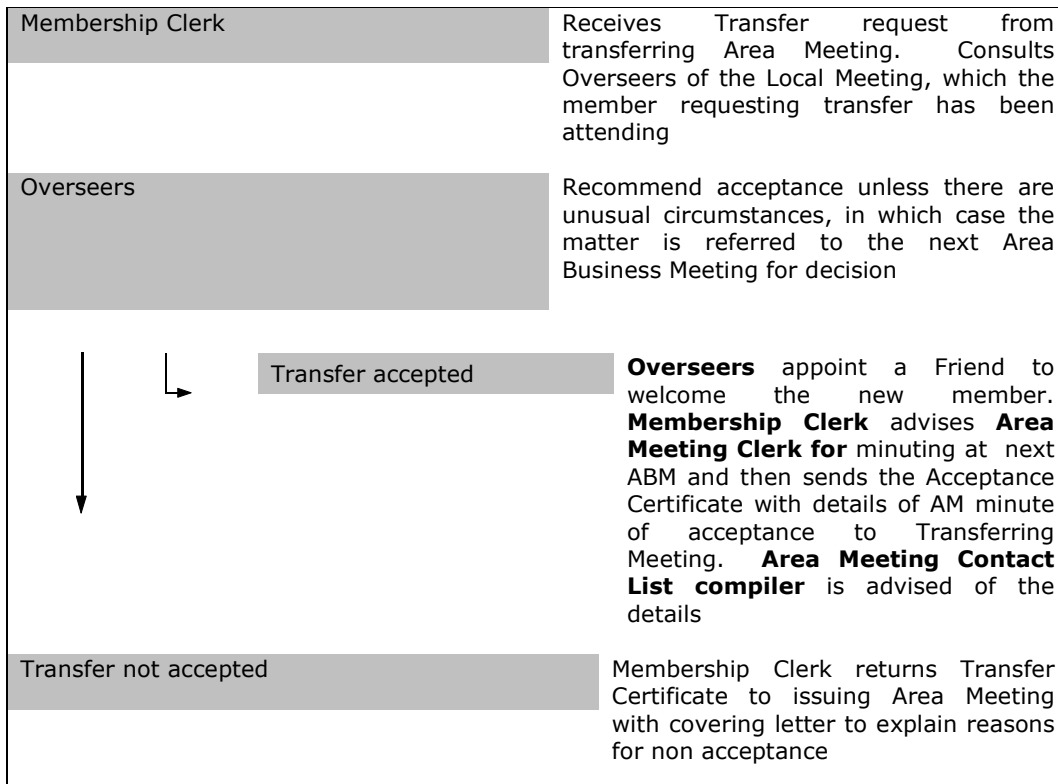 Membership Clerk
Receives Transfer request from
transferring Area Meeting. Consults
Overseers of the Local Meeting, which the
member requesting transfer has been
attending
Overseers
Recommend acceptance unless there are
unusual circumstances, in which case the
matter is referred to the next Area
Business Meeting for decision
Transfer accepted
Overseers appoint a Friend to
welcome the new member.
Membership Clerk advises Area
Meeting Clerk for minuting at next
ABM and then sends the Acceptance
Certificate with details of AM minute
of acceptance to Transferring
Meeting. Area Meeting Contact
List compiler is advised of the
details
Transfer not accepted
Membership Clerk returns Transfer
Certificate to issuing Area Meeting
with covering letter to explain reasons
for non acceptance